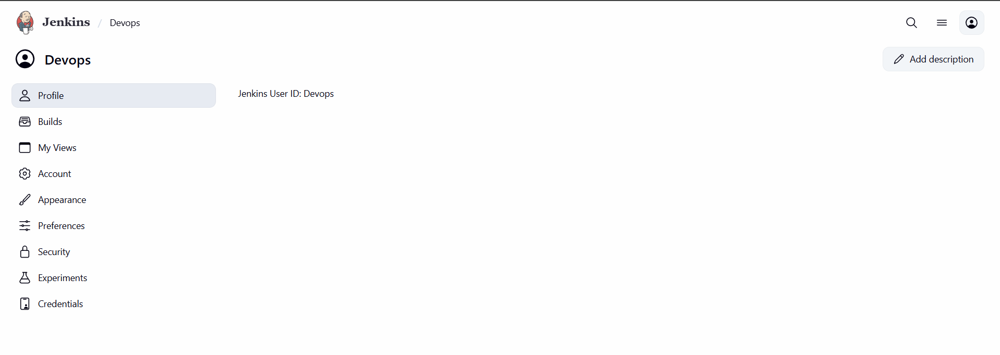 Jenkins / Devops
Devops
Add description
Profile
Jenkins User ID: Devops
Builds
My Views
Account
Appearance
Preferences
Security
Experiments
Credentials